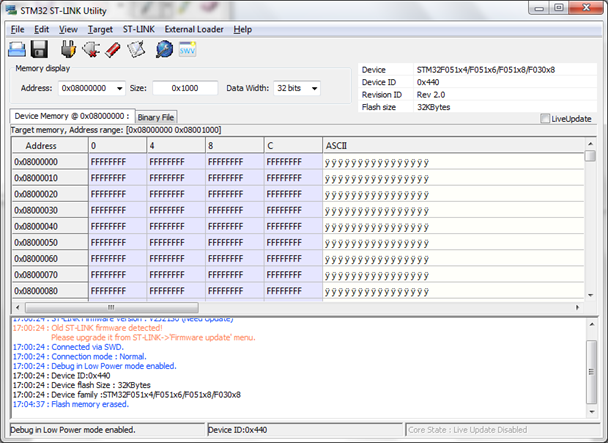 STM32 ST-LINK Utility
File Edit View Target ST-LINK External Loader Help
SWV
Memory display
Address: 0x08000000 Size: 0x1000 Data Width: 32 bits
Device STM32F051x4/F051x6/F051x8/F030x8
Device ID 0x440
Revision ID Rev 2.0
Flash size 32KBytes
LiveUpdate
Device Memory @ 0x08000000 : Binary File
Target memory, Address range: [0x08000000 0x08001000]
Address 0 4 8 C ASCII
0x08000000 FFFFFFFF FFFFFFFF FFFFFFFF FFFFFFFF ÿÿÿÿÿÿÿÿÿÿÿÿÿÿÿÿ
0x08000010 FFFFFFFF FFFFFFFF FFFFFFFF FFFFFFFF ÿÿÿÿÿÿÿÿÿÿÿÿÿÿÿÿ
0x08000020 FFFFFFFF FFFFFFFF FFFFFFFF FFFFFFFF ÿÿÿÿÿÿÿÿÿÿÿÿÿÿÿÿ
0x08000030 FFFFFFFF FFFFFFFF FFFFFFFF FFFFFFFF ÿÿÿÿÿÿÿÿÿÿÿÿÿÿÿÿ
0x08000040 FFFFFFFF FFFFFFFF FFFFFFFF FFFFFFFF ÿÿÿÿÿÿÿÿÿÿÿÿÿÿÿÿ
0x08000050 FFFFFFFF FFFFFFFF FFFFFFFF FFFFFFFF ÿÿÿÿÿÿÿÿÿÿÿÿÿÿÿÿ
0x08000060 FFFFFFFF FFFFFFFF FFFFFFFF FFFFFFFF ÿÿÿÿÿÿÿÿÿÿÿÿÿÿÿÿ
0x08000070 FFFFFFFF FFFFFFFF FFFFFFFF FFFFFFFF ÿÿÿÿÿÿÿÿÿÿÿÿÿÿÿÿ
0x08000080 FFFFFFFF FFFFFFFF FFFFFFFF FFFFFFFF ÿÿÿÿÿÿÿÿÿÿÿÿÿÿÿÿ
17:00:24 : ST-LINK Firmware version : V2J21S0 (Need Update)
17:00:24 : Old ST-LINK firmware detected!
Please upgrade it from ST-LINK->'Firmware update' menu.
17:00:24 : Connected via SWD.
17:00:24 : Connection mode : Normal.
17:00:24 : Debug in Low Power mode enabled.
17:00:24 : Device ID:0x440
17:00:24 : Device flash Size : 32KBytes
17:00:24 : Device family :STM32F051x4/F051x6/F051x8/F030x8
17:04:37 : Flash memory erased.
Debug in Low Power mode enabled. Device ID:0x440 Core State : Live Update Disabled